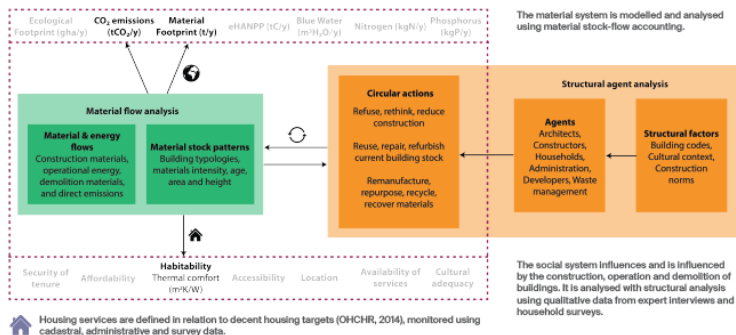 Ecological
Footprint (gha/y)
CO₂ emissions
(tCO₂/y)
Material
Footprint (t/y)
eHANPP (tC/y)
Blue Water
(m³H₂O/y)
Nitrogen (kgN/y)
Phosphorus
(kgP/y)
The material system is modelled and analysed
using material stock-flow accounting.
Material flow analysis
Material & energy
flows
Construction materials,
operational energy,
demolition materials,
and direct emissions
Material stock patterns
Building typologies,
materials intensity, age,
area and height
Circular actions
Refuse, rethink, reduce
construction
Reuse, repair, refurbish
current building stock
Remanufacture,
repurpose, recycle,
recover materials
Structural agent analysis
Agents
Architects,
Constructors,
Households,
Administration,
Developers, Waste
management
Structural factors
Building codes,
Cultural context,
Construction
norms
Security of
tenure
Affordability
Habitability
Thermal comfort
(m²K/W)
Accessibility
Location
Availability of
services
Cultural
adequacy
The social system influences and is influenced
by the construction, operation and demolition of
buildings. It is analysed with structural analysis
using qualitative data from expert interviews and
household surveys.
Housing services are defined in relation to decent housing targets (OHCHR, 2014), monitored using
cadastral, administrative and survey data.